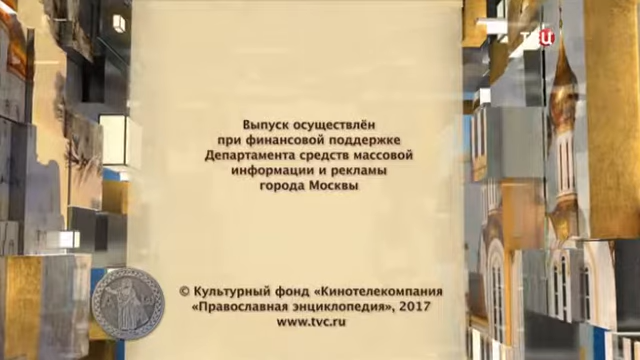 ТВЦ
Выпуск осуществлён
при финансовой поддержке
Департамента средств массовой
информации и рекламы
города Москвы
© Культурный фонд «Кинотелекомпания
«Православная энциклопедия», 2017
www.tvc.ru